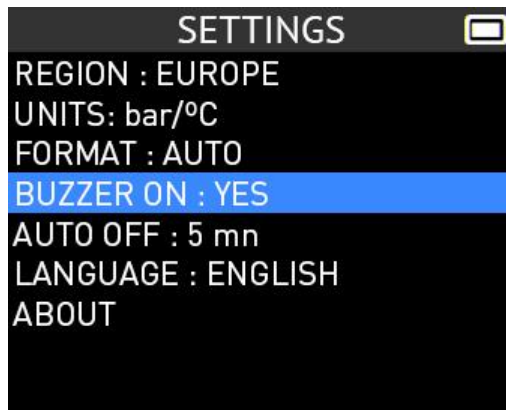 SETTINGS
REGION : EUROPE
UNITS: bar/ºC
FORMAT : AUTO
BUZZER ON : YES
AUTO OFF : 5 mn
LANGUAGE : ENGLISH
ABOUT